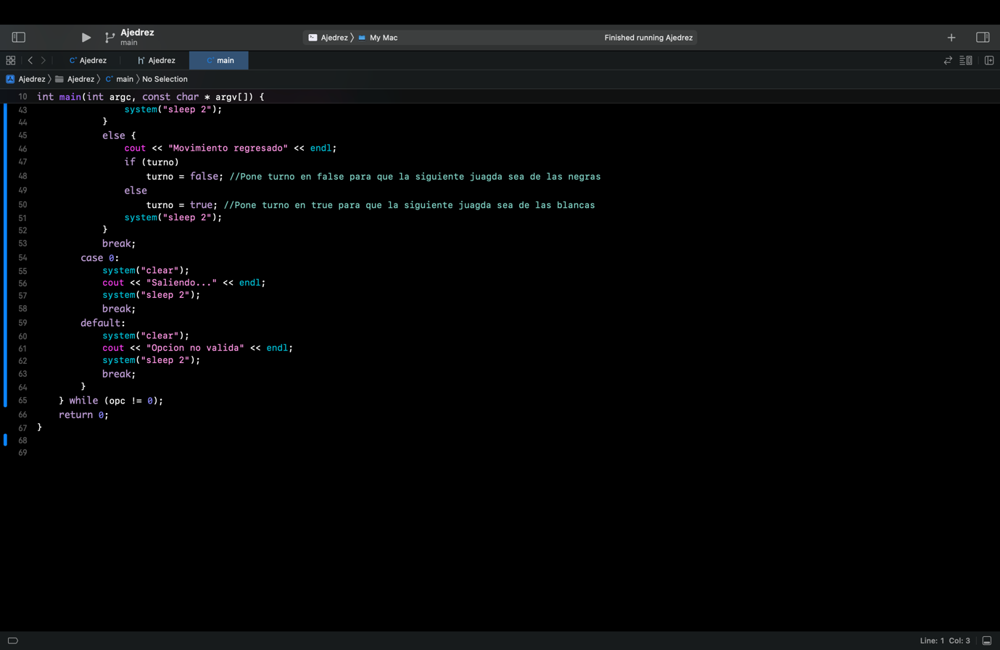 Ajedrez
main
Ajedrez 〉 My Mac
Finished running Ajedrez
Ajedrez
Ajedrez
main
Ajedrez 〉 Ajedrez 〉 main 〉 No Selection
10 int main(int argc, const char * argv[]) {
43 system("sleep 2");
44 }
45 else {
46 cout << "Movimiento regresado" << endl;
47 if (turno)
48 turno = false; //Pone turno en false para que la siguiente juagda sea de las negras
49 else
50 turno = true; //Pone turno en true para que la siguiente juagda sea de las blancas
51 system("sleep 2");
52 }
53 break;
54 case 0:
55 system("clear");
56 cout << "Saliendo..." << endl;
57 system("sleep 2");
58 break;
59 default:
60 system("clear");
61 cout << "Opcion no valida" << endl;
62 system("sleep 2");
63 break;
64 }
65 } while (opc != 0);
66 return 0;
67 }
68
69
Line: 1 Col: 3